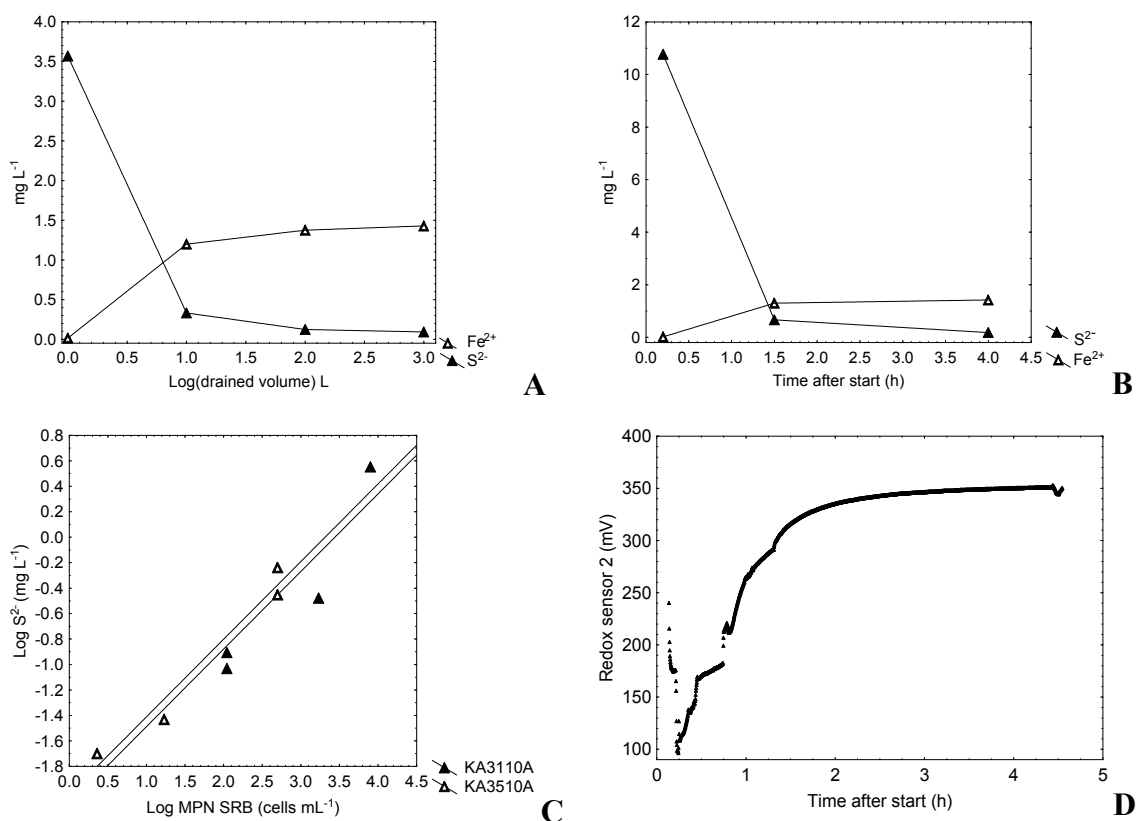 4.0
3.5
3.0
2.5
2.0
1.5
1.0
0.5
0.0
mg L⁻¹
0.0 0.5 1.0 1.5 2.0 2.5 3.0
Log(drained volume) L
Fe²⁺
S²⁻
A
12
10
8
6
4
2
0
mg L⁻¹
0.0 0.5 1.0 1.5 2.0 2.5 3.0 3.5 4.0 4.5
Time after start (h)
S²⁻
Fe²⁺
B
0.8
0.6
0.4
0.2
0.0
-0.2
-0.4
-0.6
-0.8
-1.0
-1.2
-1.4
-1.6
-1.8
Log S²⁻ (mg L⁻¹)
0.0 0.5 1.0 1.5 2.0 2.5 3.0 3.5 4.0 4.5
Log MPN SRB (cells mL⁻¹)
KA3110A
KA3510A
C
400
350
300
250
200
150
100
Redox sensor 2 (mV)
0 1 2 3 4 5
Time after start (h)
D